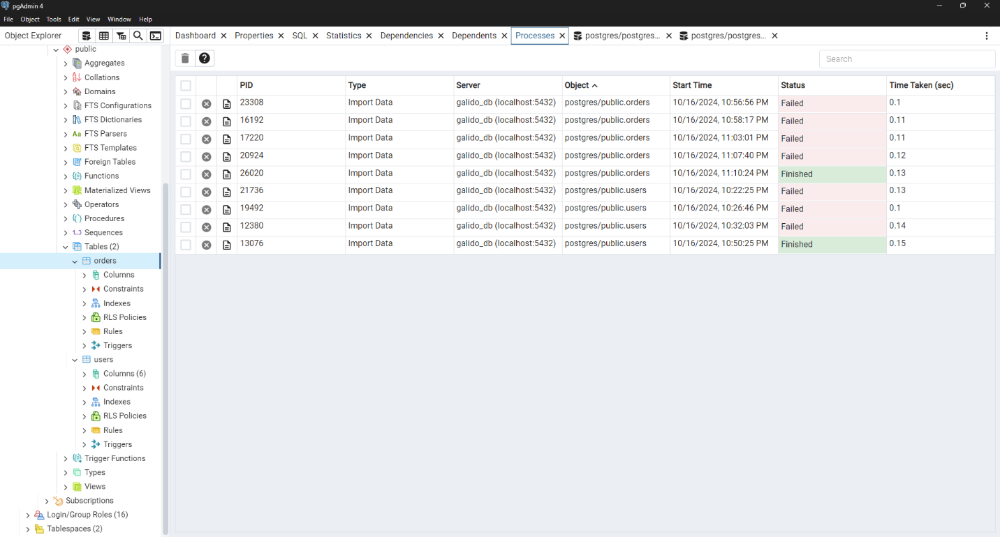 pgAdmin 4
File Object Tools Edit View Window Help
Object Explorer
Dashboard Properties SQL Statistics Dependencies Dependents Processes postgres/postgres... postgres/postgres...
Search
public
Aggregates
Collations
Domains
FTS Configurations
FTS Dictionaries
Aa FTS Parsers
FTS Templates
Foreign Tables
Functions
Materialized Views
Operators
Procedures
1..3 Sequences
Tables (2)
orders
Columns
Constraints
Indexes
RLS Policies
Rules
Triggers
users
Columns (6)
Constraints
Indexes
RLS Policies
Rules
Triggers
Trigger Functions
Types
Views
Subscriptions
Login/Group Roles (16)
Tablespaces (2)
PID Type Server Object Start Time Status Time Taken (sec)
23308 Import Data galido_db (localhost:5432) postgres/public.orders 10/16/2024, 10:56:56 PM Failed 0.1
16192 Import Data galido_db (localhost:5432) postgres/public.orders 10/16/2024, 10:58:17 PM Failed 0.11
17220 Import Data galido_db (localhost:5432) postgres/public.orders 10/16/2024, 11:03:01 PM Failed 0.11
20924 Import Data galido_db (localhost:5432) postgres/public.orders 10/16/2024, 11:07:40 PM Failed 0.12
26020 Import Data galido_db (localhost:5432) postgres/public.orders 10/16/2024, 11:10:24 PM Finished 0.13
21736 Import Data galido_db (localhost:5432) postgres/public.users 10/16/2024, 10:22:25 PM Failed 0.13
19492 Import Data galido_db (localhost:5432) postgres/public.users 10/16/2024, 10:26:46 PM Failed 0.1
12380 Import Data galido_db (localhost:5432) postgres/public.users 10/16/2024, 10:32:03 PM Failed 0.14
13076 Import Data galido_db (localhost:5432) postgres/public.users 10/16/2024, 10:50:25 PM Finished 0.15